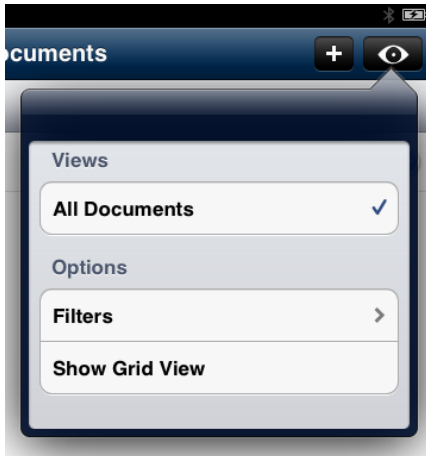 ocuments
Views
All Documents
Options
Filters
Show Grid View